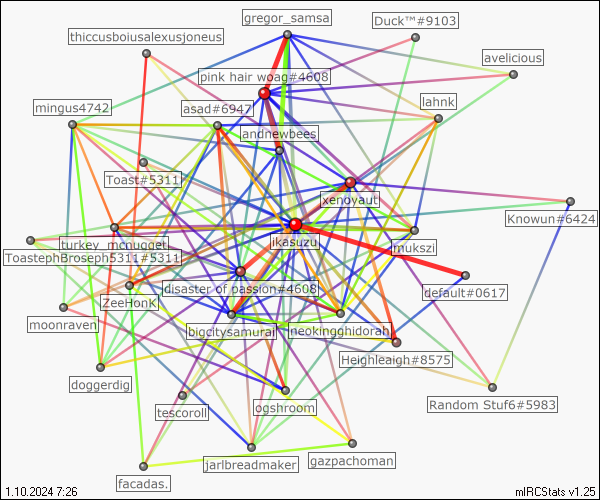 gregor_samsa
Duck™#9103
thiccusboiusalexusjoneus
avelicious
pink hair woag#4608
mingus4742
asad#6947
lahnk
andnewbees
Toast#5311
xenoyaut
Knowun#6424
turkey_mcnugget
ikasuzu
mukszi
ToastephBroseph5311#5311
disaster of passion#4608
default#0617
ZeeHonK
moonraven
bigcitysamurai
neokingghidorah
Heighleaigh#8575
doggerdig
Random Stuf6#5983
tescoroll
ogshroom
jarlbreadmaker
gazpachoman
facadas.
1.10.2024 7:26
mIRCStats v1.25